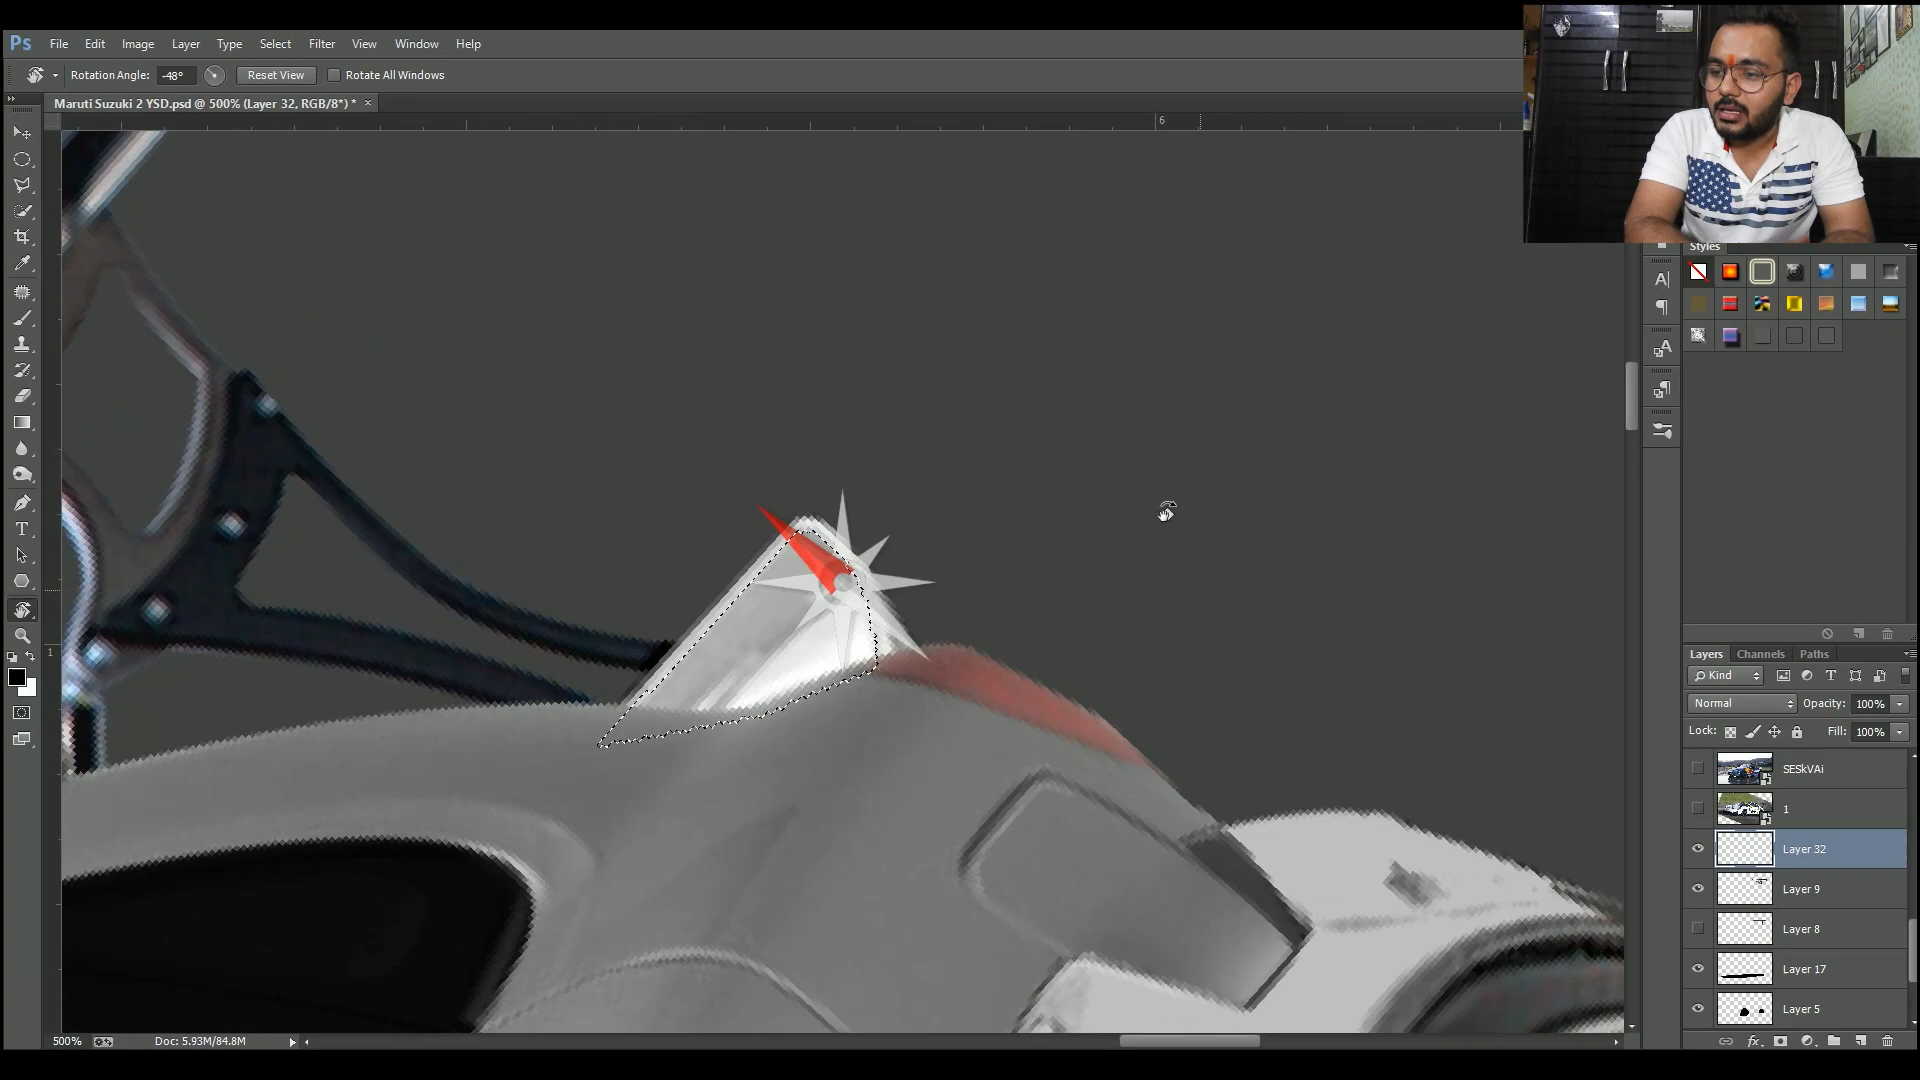 Ps File Edit Image Layer Type Select Filter View Window Help
Rotation Angle: -48° Reset View Rotate All Windows
Maruti Suzuki 2 YSD.psd @ 500% (Layer 32, RGB/8*) * ×
6
1
Styles
Layers Channels Paths
Kind
Normal Opacity: 100%
Lock: Fill: 100%
SESkVAi
1
Layer 32
Layer 9
Layer 8
Layer 17
Layer 5
500% Doc: 5.93M/84.8M